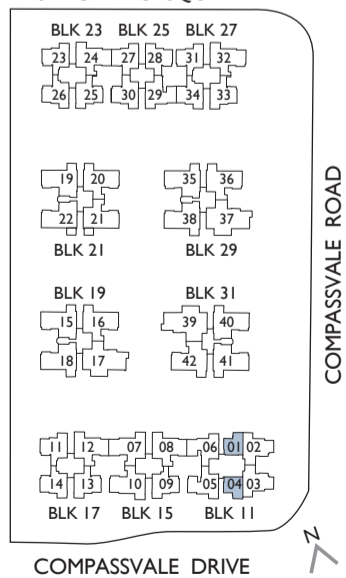 BLK 23 BLK 25 BLK 27
23 24 27 28 31 32
26 25 30 29 34 33
19 20 35 36
22 21 38 37
BLK 21 BLK 29
COMPASSVALE ROAD
BLK 19 BLK 31
15 16 39 40
18 17 42 41
11 12 07 08 06 01 02
14 13 10 09 05 04 03
BLK 17 BLK 15 BLK 11
N
COMPASSVALE DRIVE